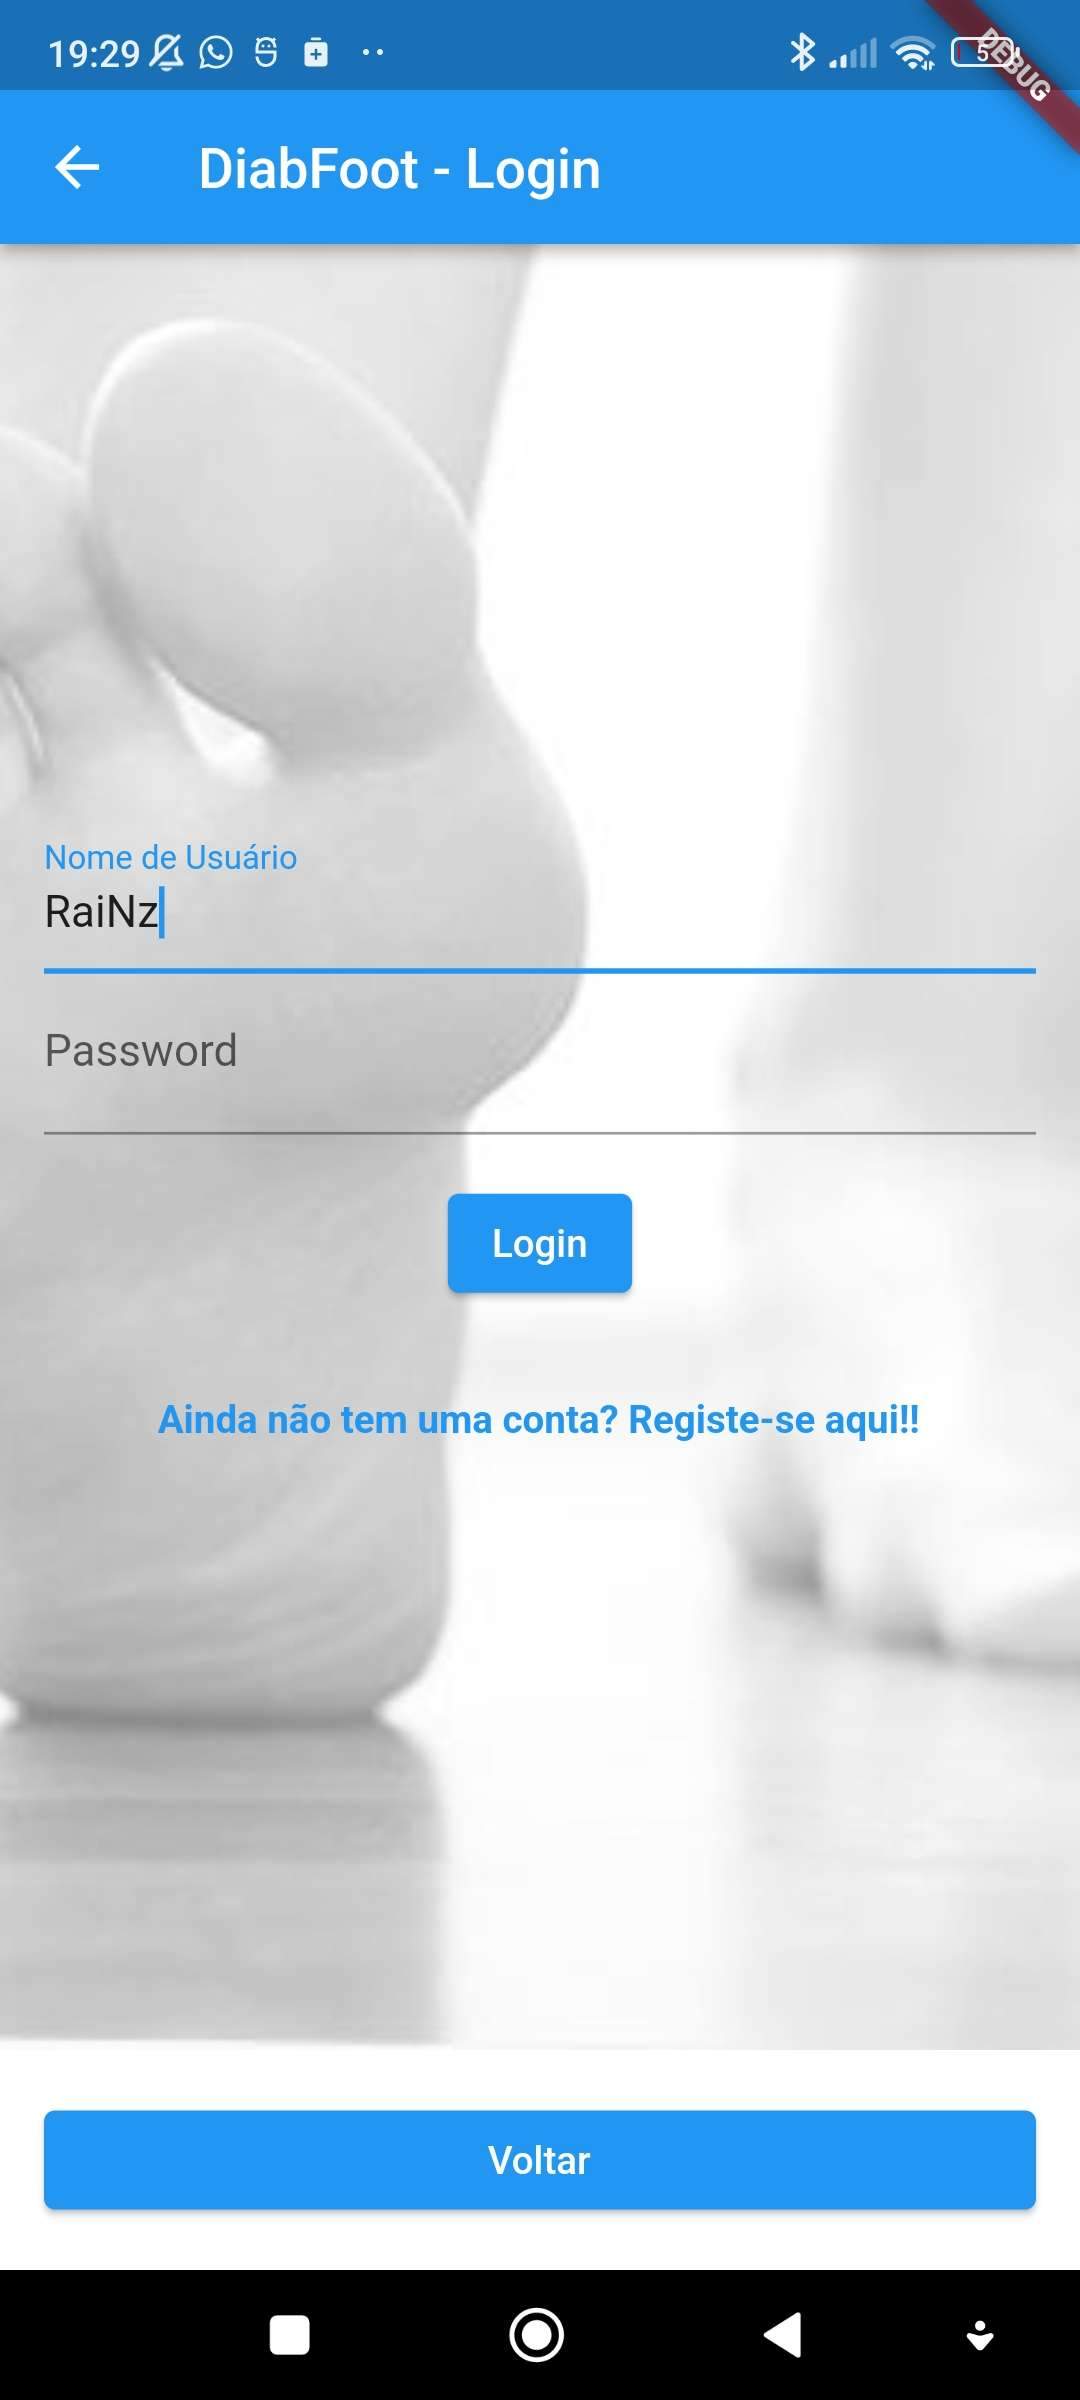 19:29
5
DEBUG
DiabFoot - Login
Nome de Usuário
RaiNz
Password
Login
Ainda não tem uma conta? Registe-se aqui!!
Voltar